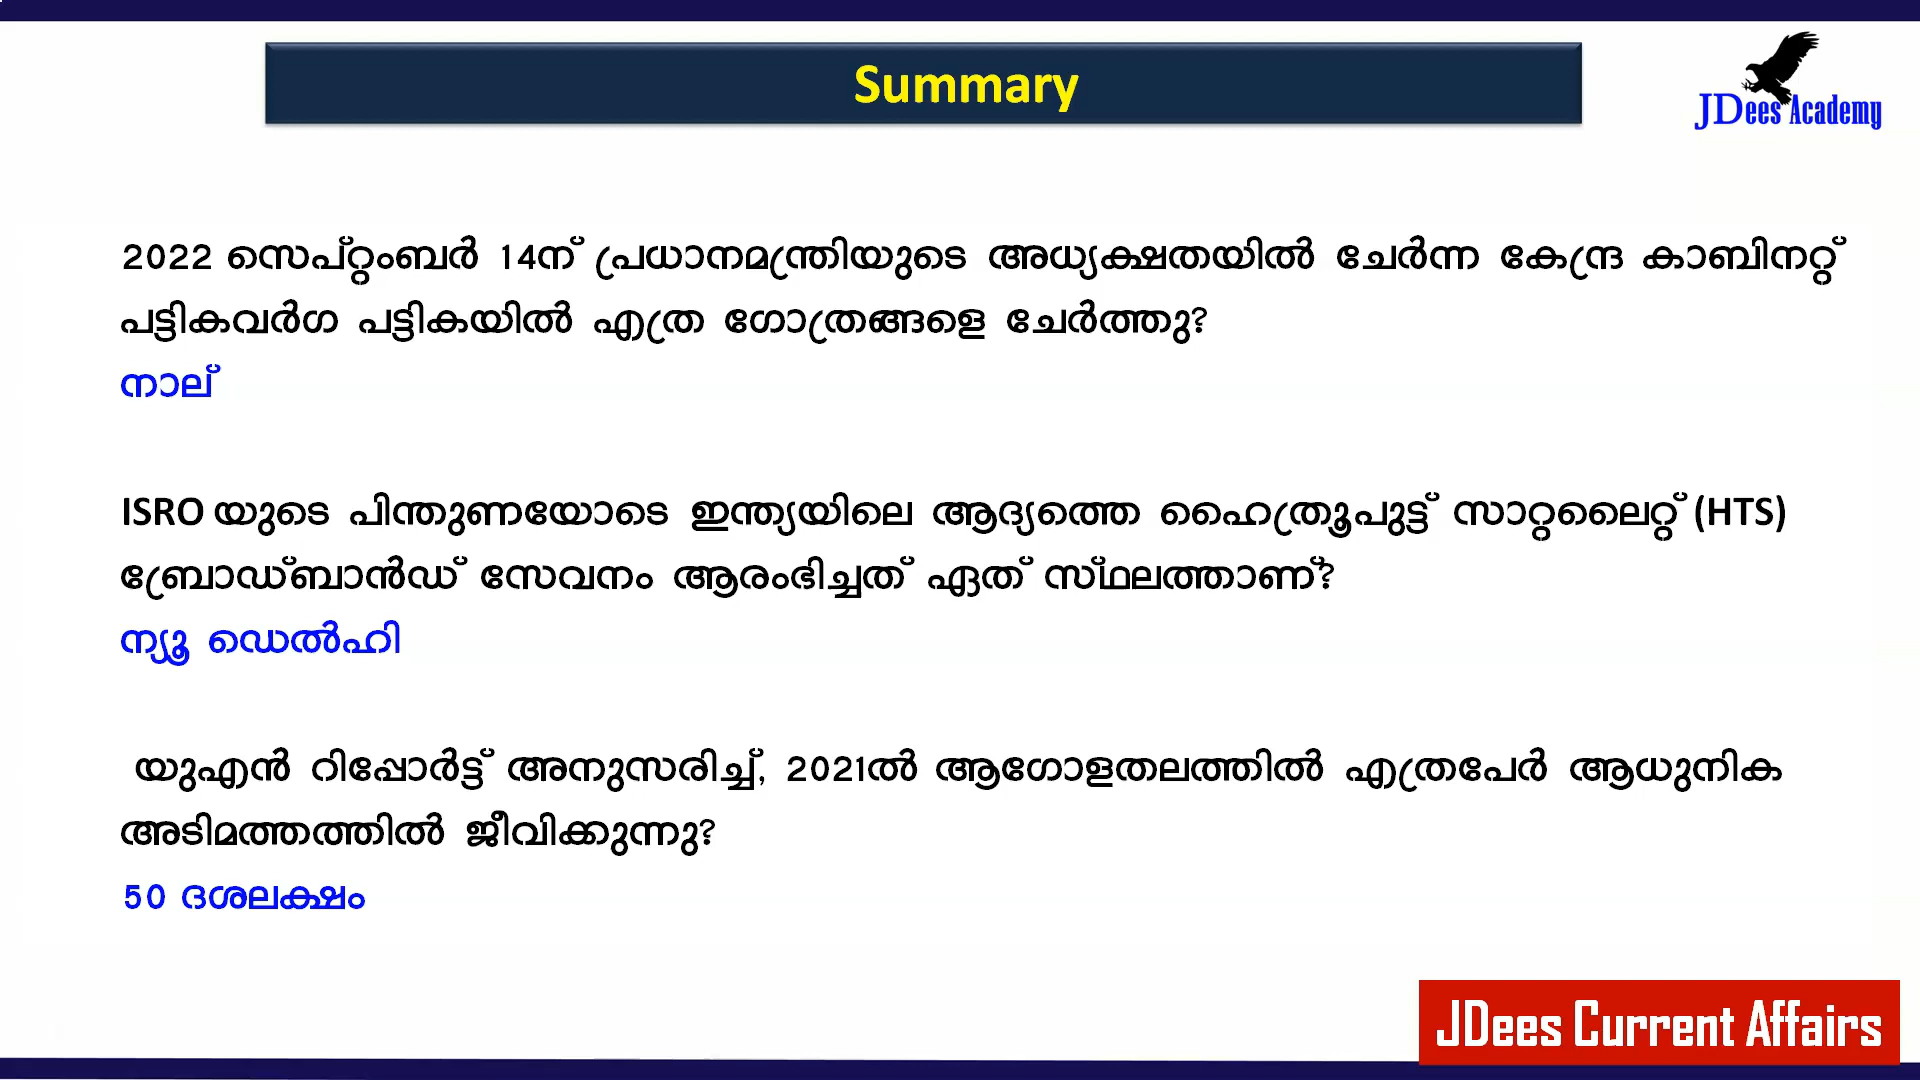 Summary
JDees Academy
2022 സെപ്റ്റംബർ 14ന് പ്രധാനമന്ത്രിയുടെ അധ്യക്ഷതയിൽ ചേർന്ന കേന്ദ്ര കാബിനറ്റ്
പട്ടികവർഗ പട്ടികയിൽ എത്ര ഗോത്രങ്ങളെ ചേർത്തു?
നാല്
ISRO യുടെ പിന്തുണയോടെ ഇന്ത്യയിലെ ആദ്യത്തെ ഹൈത്രൂപുട്ട് സാറ്റലൈറ്റ് (HTS)
ബ്രോഡ്ബാൻഡ് സേവനം ആരംഭിച്ചത് ഏത് സ്ഥലത്താണ്?
ന്യൂ ഡെൽഹി
യുഎൻ റിപ്പോർട്ട് അനുസരിച്ച്, 2021ൽ ആഗോളതലത്തിൽ എത്രപേർ ആധുനിക
അടിമത്തത്തിൽ ജീവിക്കുന്നു?
50 ദശലക്ഷം
JDees Current Affairs